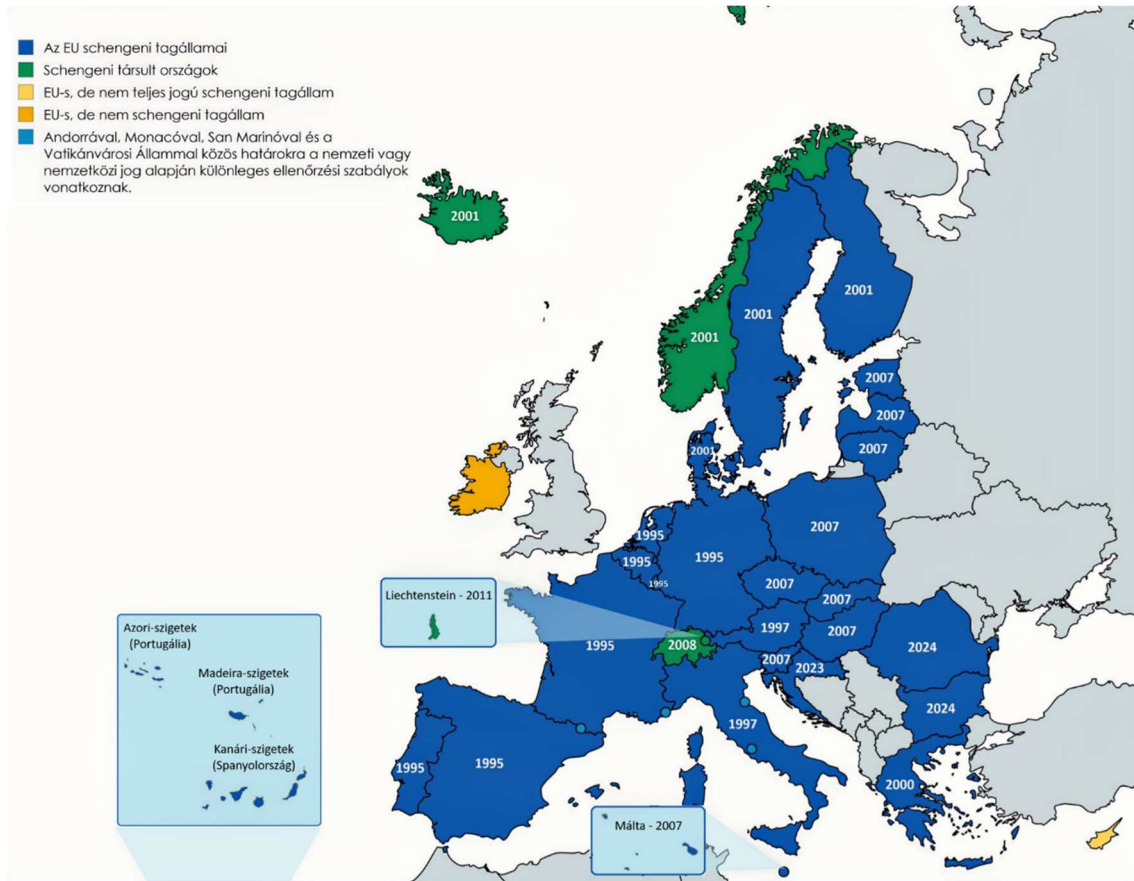 Az EU schengeni tagállamai
Schengeni társult országok
EU-s, de nem teljes jogú schengeni tagállam
EU-s, de nem schengeni tagállam
Andorrával, Monacóval, San Marinóval és a
Vatikánvárosi Állammal közös határokra a nemzeti vagy
nemzetközi jog alapján különleges ellenőrzési szabályok
vonatkoznak.
2001
2001
2001
2001
2007
2007
2007
2001
1995
2007
1995
1995
1995
2007
2007
Liechtenstein - 2011
1997
2007
1995
2008
2024
2007
2023
Azori-szigetek
(Portugália)
Madeira-szigetek
(Portugália)
Kanári-szigetek
(Spanyolország)
2024
1997
1995
1995
2000
Málta - 2007